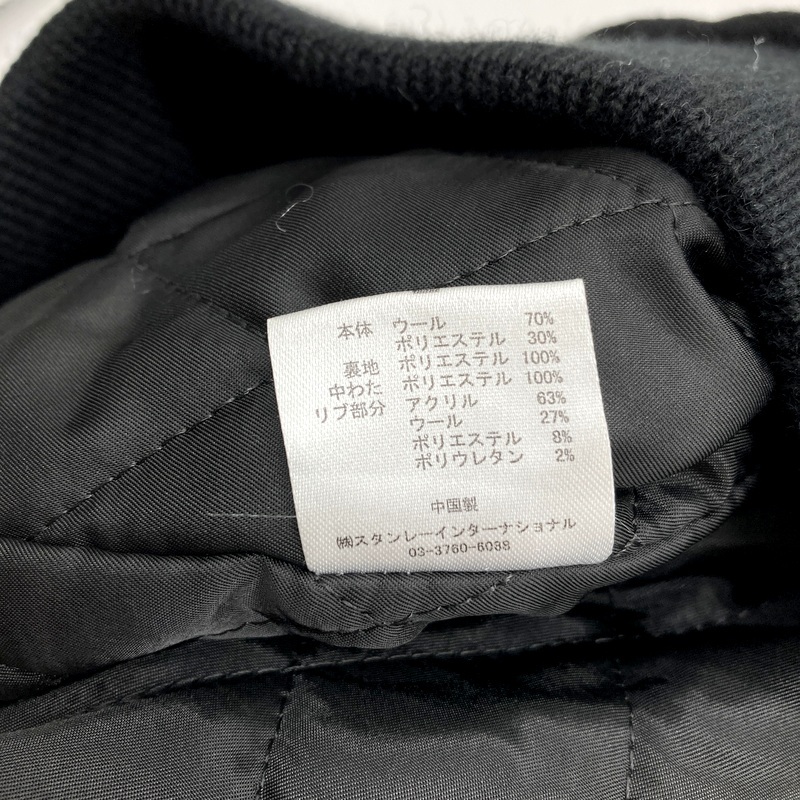 本体 ウール 70%
ポリエステル 30%
裏地 ポリエステル 100%
中わた ポリエステル 100%
リブ部分 アクリル 63%
ウール 27%
ポリエステル 8%
ポリウレタン 2%
中国製
㈱スタンレーインターナショナル
03-3760-6088